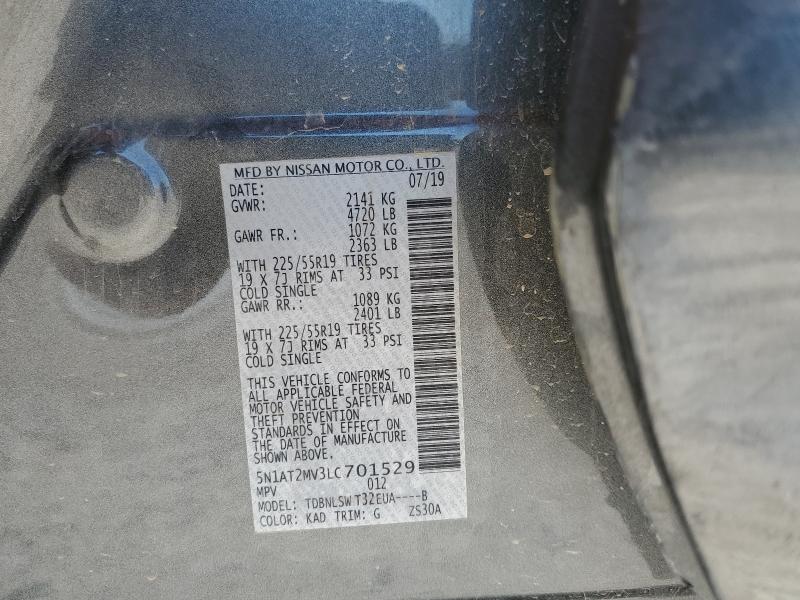 MFD BY NISSAN MOTOR CO., LTD.
DATE: 07/19
GVWR: 2141 KG
4720 LB
GAWR FR.: 1072 KG
2363 LB
WITH 225/55R19 TIRES
19 X 7J RIMS AT 33 PSI
COLD SINGLE
GAWR RR.: 1089 KG
2401 LB
WITH 225/55R19 TIRES
19 X 7J RIMS AT 33 PSI
COLD SINGLE
THIS VEHICLE CONFORMS TO
ALL APPLICABLE FEDERAL
MOTOR VEHICLE SAFETY AND
THEFT PREVENTION
STANDARDS IN EFFECT ON
THE DATE OF MANUFACTURE
SHOWN ABOVE.
5N1AT2MV3LC701529
MPV 012
MODEL: TDBNLSW T32EUA----B
COLOR: KAD TRIM: G ZS30A